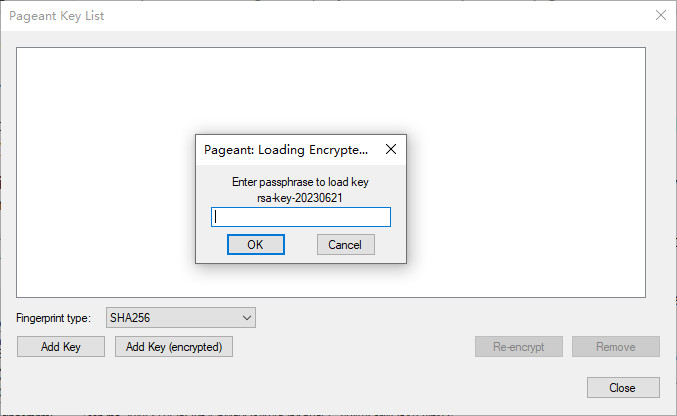 Pageant Key List
Pageant: Loading Encrypte...
Enter passphrase to load key
rsa-key-20230621
OK
Cancel
Fingerprint type:
SHA256
Add Key
Add Key (encrypted)
Re-encrypt
Remove
Close